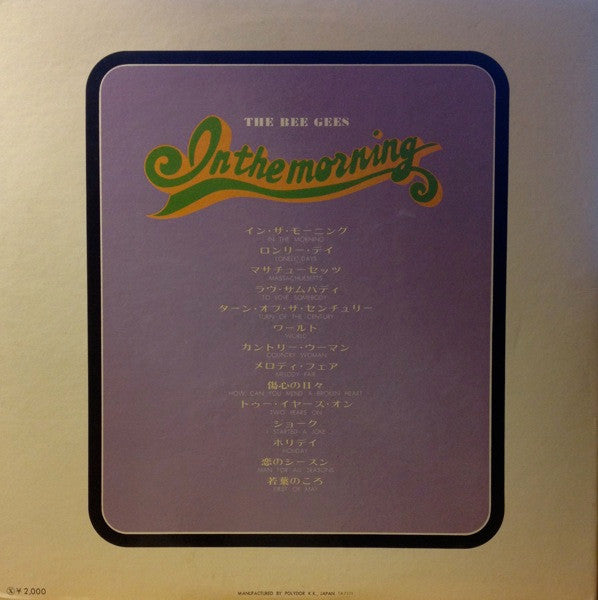 THE BEE GEES
In the morning
イン・ザ・モーニング
IN THE MORNING
ロンリー・デイ
LONELY DAYS
マサチューセッツ
MASSACHUSETTS
ラヴ・サムバディ
TO LOVE SOMEBODY
ターン・オブ・ザ・センチュリー
TURN OF THE CENTURY
ワールド
WORLD
カントリー・ウーマン
COUNTRY WOMAN
メロディ・フェア
MELODY FAIR
傷心の日々
HOW CAN YOU MEND A BROKEN HEART
トゥー・イヤース・オン
TWO YEARS ON
ジョーク
I STARTED A JOKE
ホリデイ
HOLIDAY
恋のシーズン
MAN FOR ALL SEASONS
若葉のころ
FIRST OF MAY
¥2,000
MANUFACTURED BY POLYDOR K.K., JAPAN